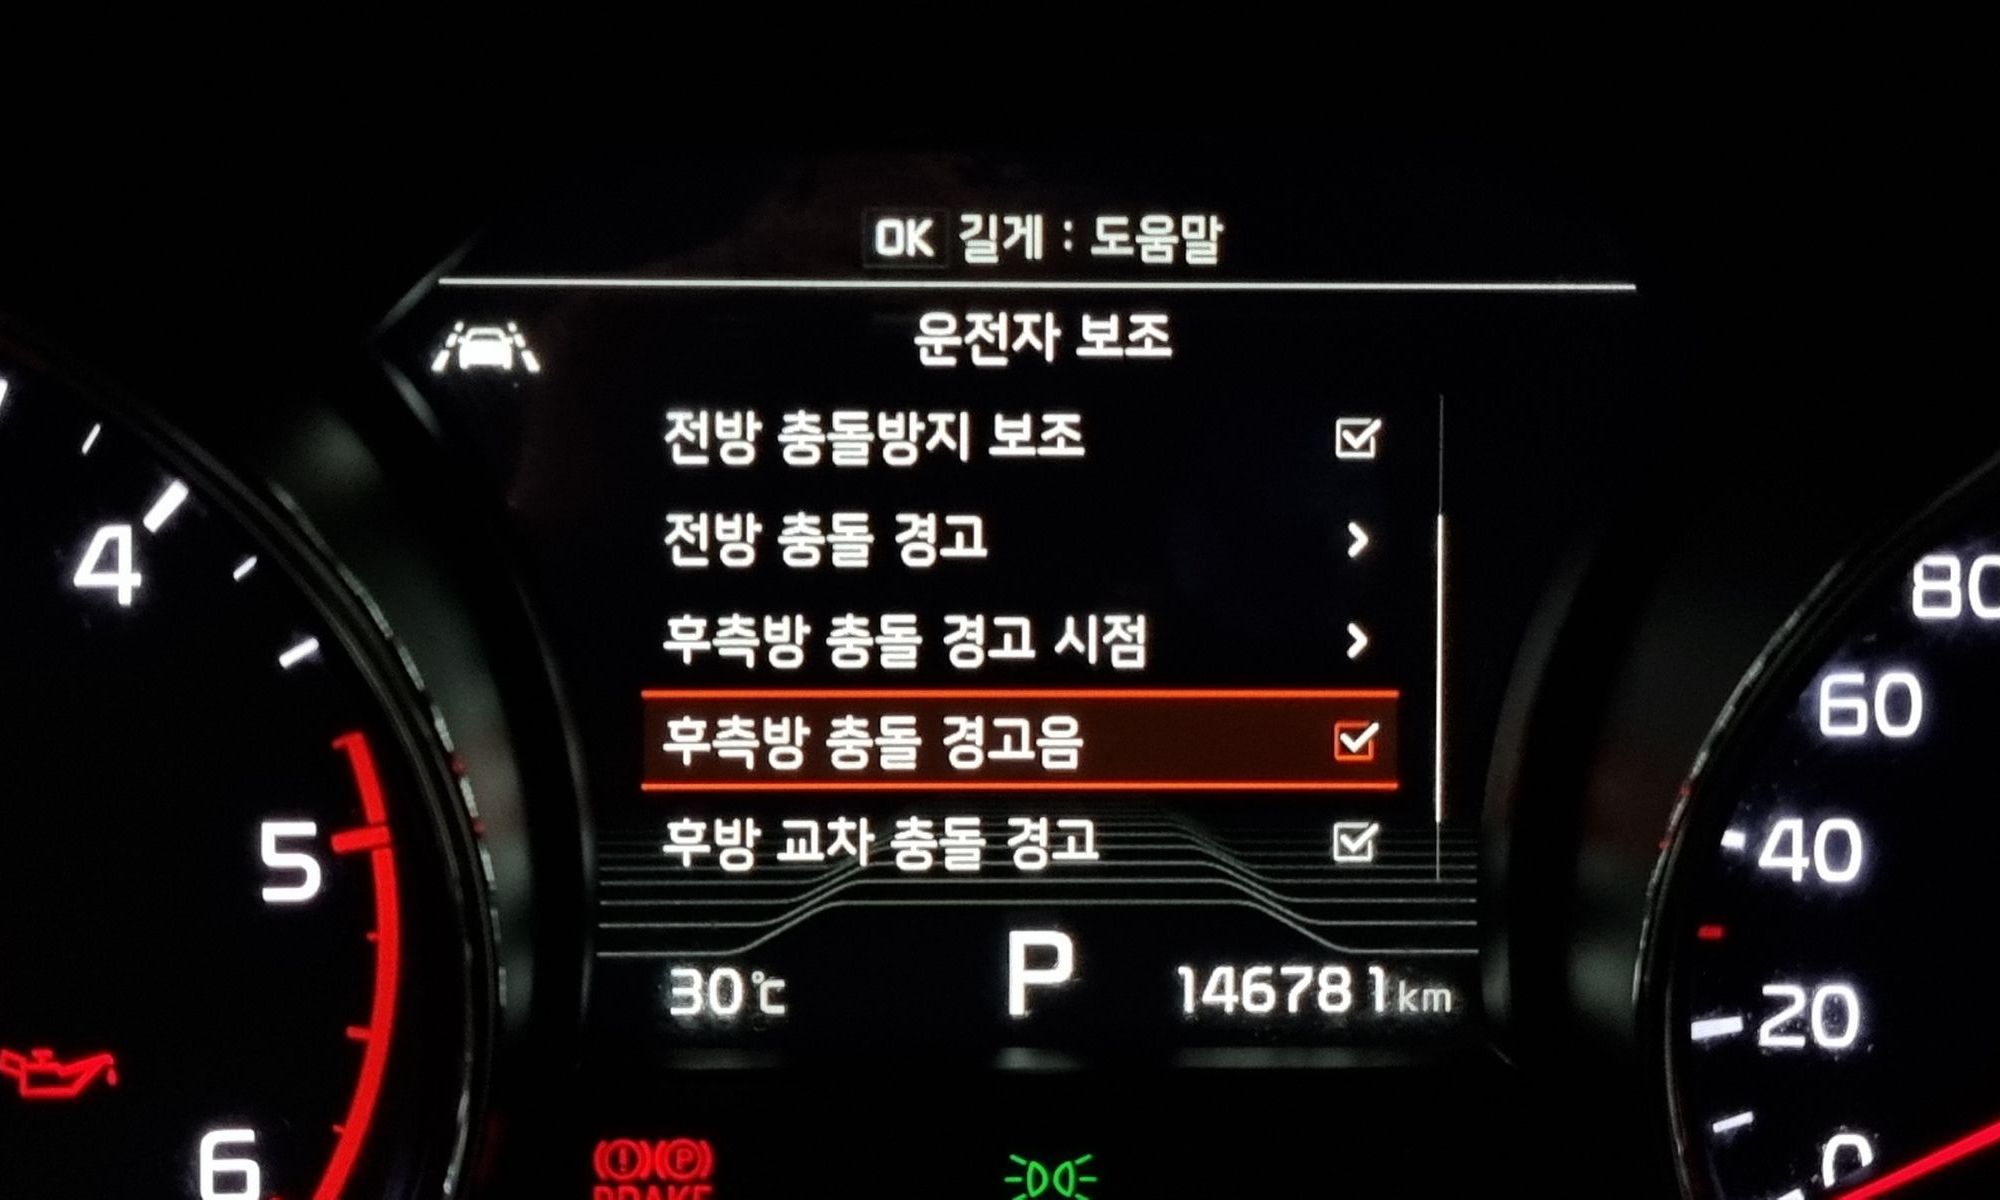 OK 길게 : 도움말
운전자 보조
전방 충돌방지 보조
전방 충돌 경고
후측방 충돌 경고 시점
후측방 충돌 경고음
후방 교차 충돌 경고
30℃ P 146781km
4
5
6
80
60
40
20
0
BRAKE